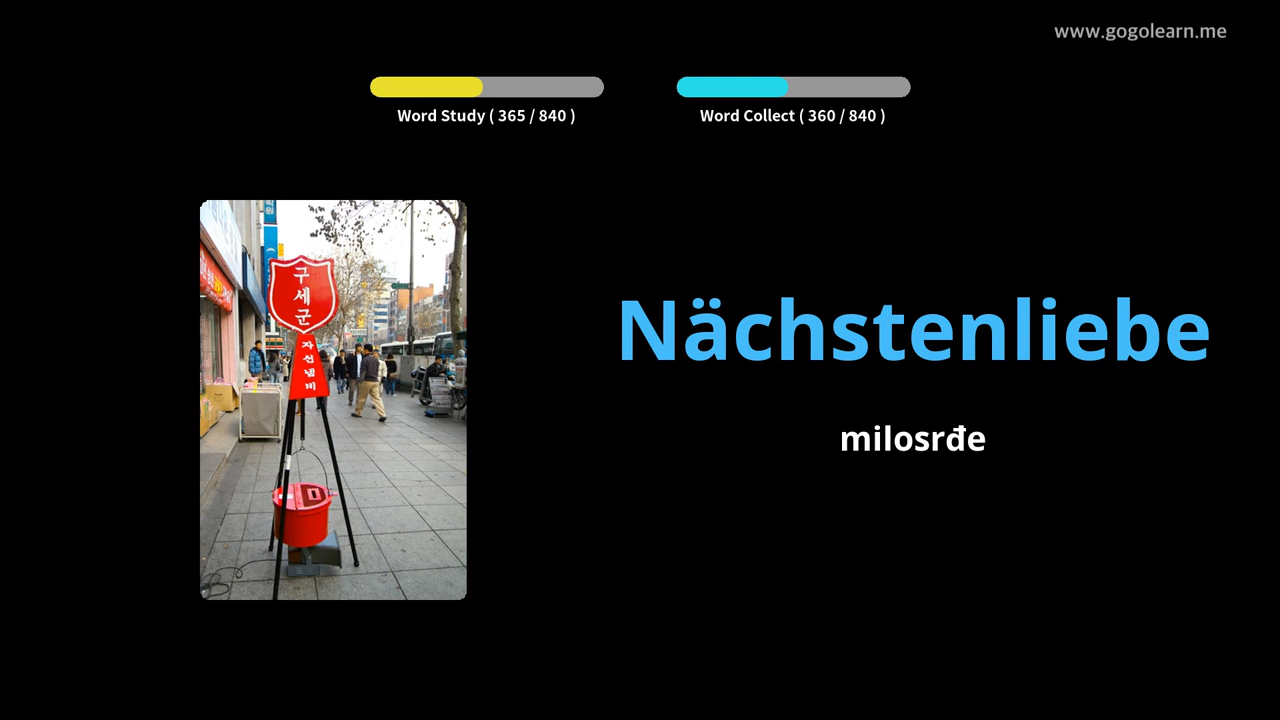 www.gogolearn.me
Word Study ( 365 / 840 )
Word Collect ( 360 / 840 )
구세군
자선냄비
Nächstenliebe
milosrđe